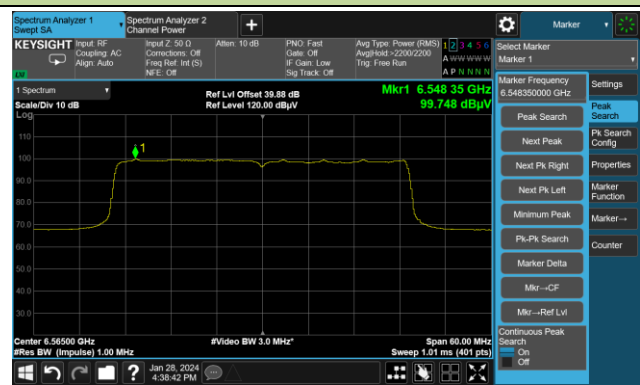 Spectrum Analyzer 1
Swept SA
Spectrum Analyzer 2
Channel Power
Marker
KEYSIGHT
Input: RF
Coupling: AC
Align: Auto
Input Z: 50 Ω
Corrections: Off
Freq Ref: Int (S)
NFE: Off
Atten: 10 dB
PNO: Fast
Gate: Off
IF Gain: Low
Sig Track: Off
Avg Type: Power (RMS)
Avg|Hold:>2200/2200
Trig: Free Run
1 2 3 4 5 6
A W W W W W
A P N N N N
LW
Select Marker
Marker 1
1 Spectrum
Scale/Div 10 dB
Log
Ref Lvl Offset 39.88 dB
Ref Level 120.00 dBµV
Mkr1 6.548 35 GHz
99.748 dBµV
110
100
90.0
80.0
70.0
60.0
50.0
40.0
30.0
1
Center 6.56500 GHz
#Res BW (Impulse) 1.00 MHz
#Video BW 3.0 MHz*
Span 60.00 MHz
Sweep 1.01 ms (401 pts)
Marker Frequency
6.548350000 GHz
Peak Search
Next Peak
Next Pk Right
Next Pk Left
Minimum Peak
Pk-Pk Search
Marker Delta
Mkr→CF
Mkr→Ref Lvl
Continuous Peak
Search
On
Off
Settings
Peak
Search
Pk Search
Config
Properties
Marker
Function
Marker→
Counter
?
Jan 28, 2024
4:38:42 PM